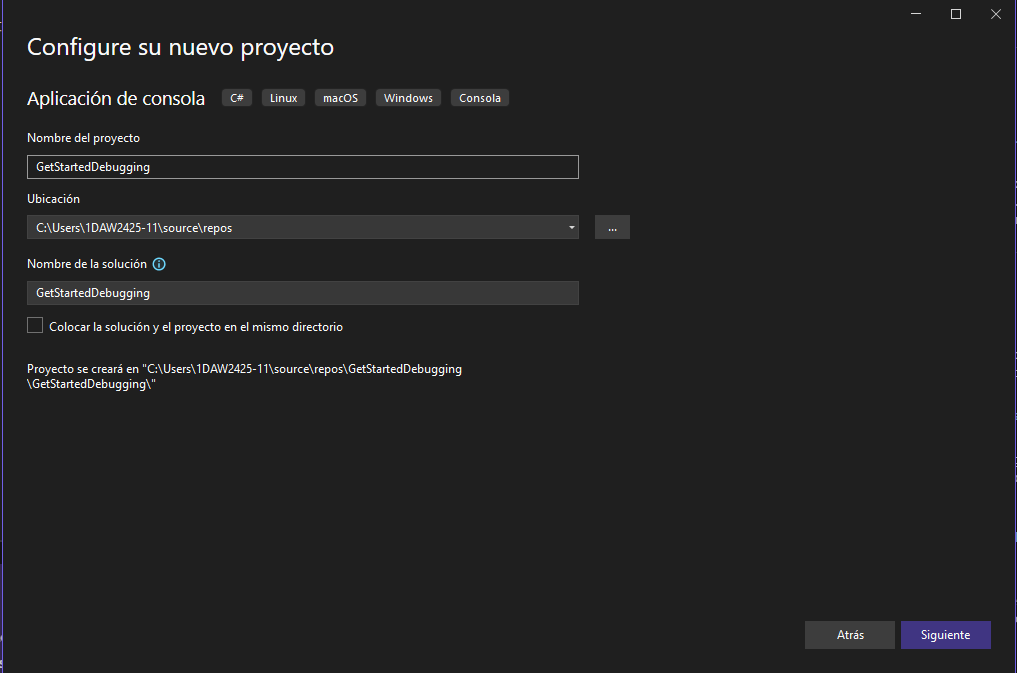 Configure su nuevo proyecto
Aplicación de consola C# Linux macOS Windows Consola
Nombre del proyecto
GetStartedDebugging
Ubicación
C:\Users\1DAW2425-11\source\repos
...
Nombre de la solución
GetStartedDebugging
Colocar la solución y el proyecto en el mismo directorio
Proyecto se creará en "C:\Users\1DAW2425-11\source\repos\GetStartedDebugging
\GetStartedDebugging\"
Atrás Siguiente